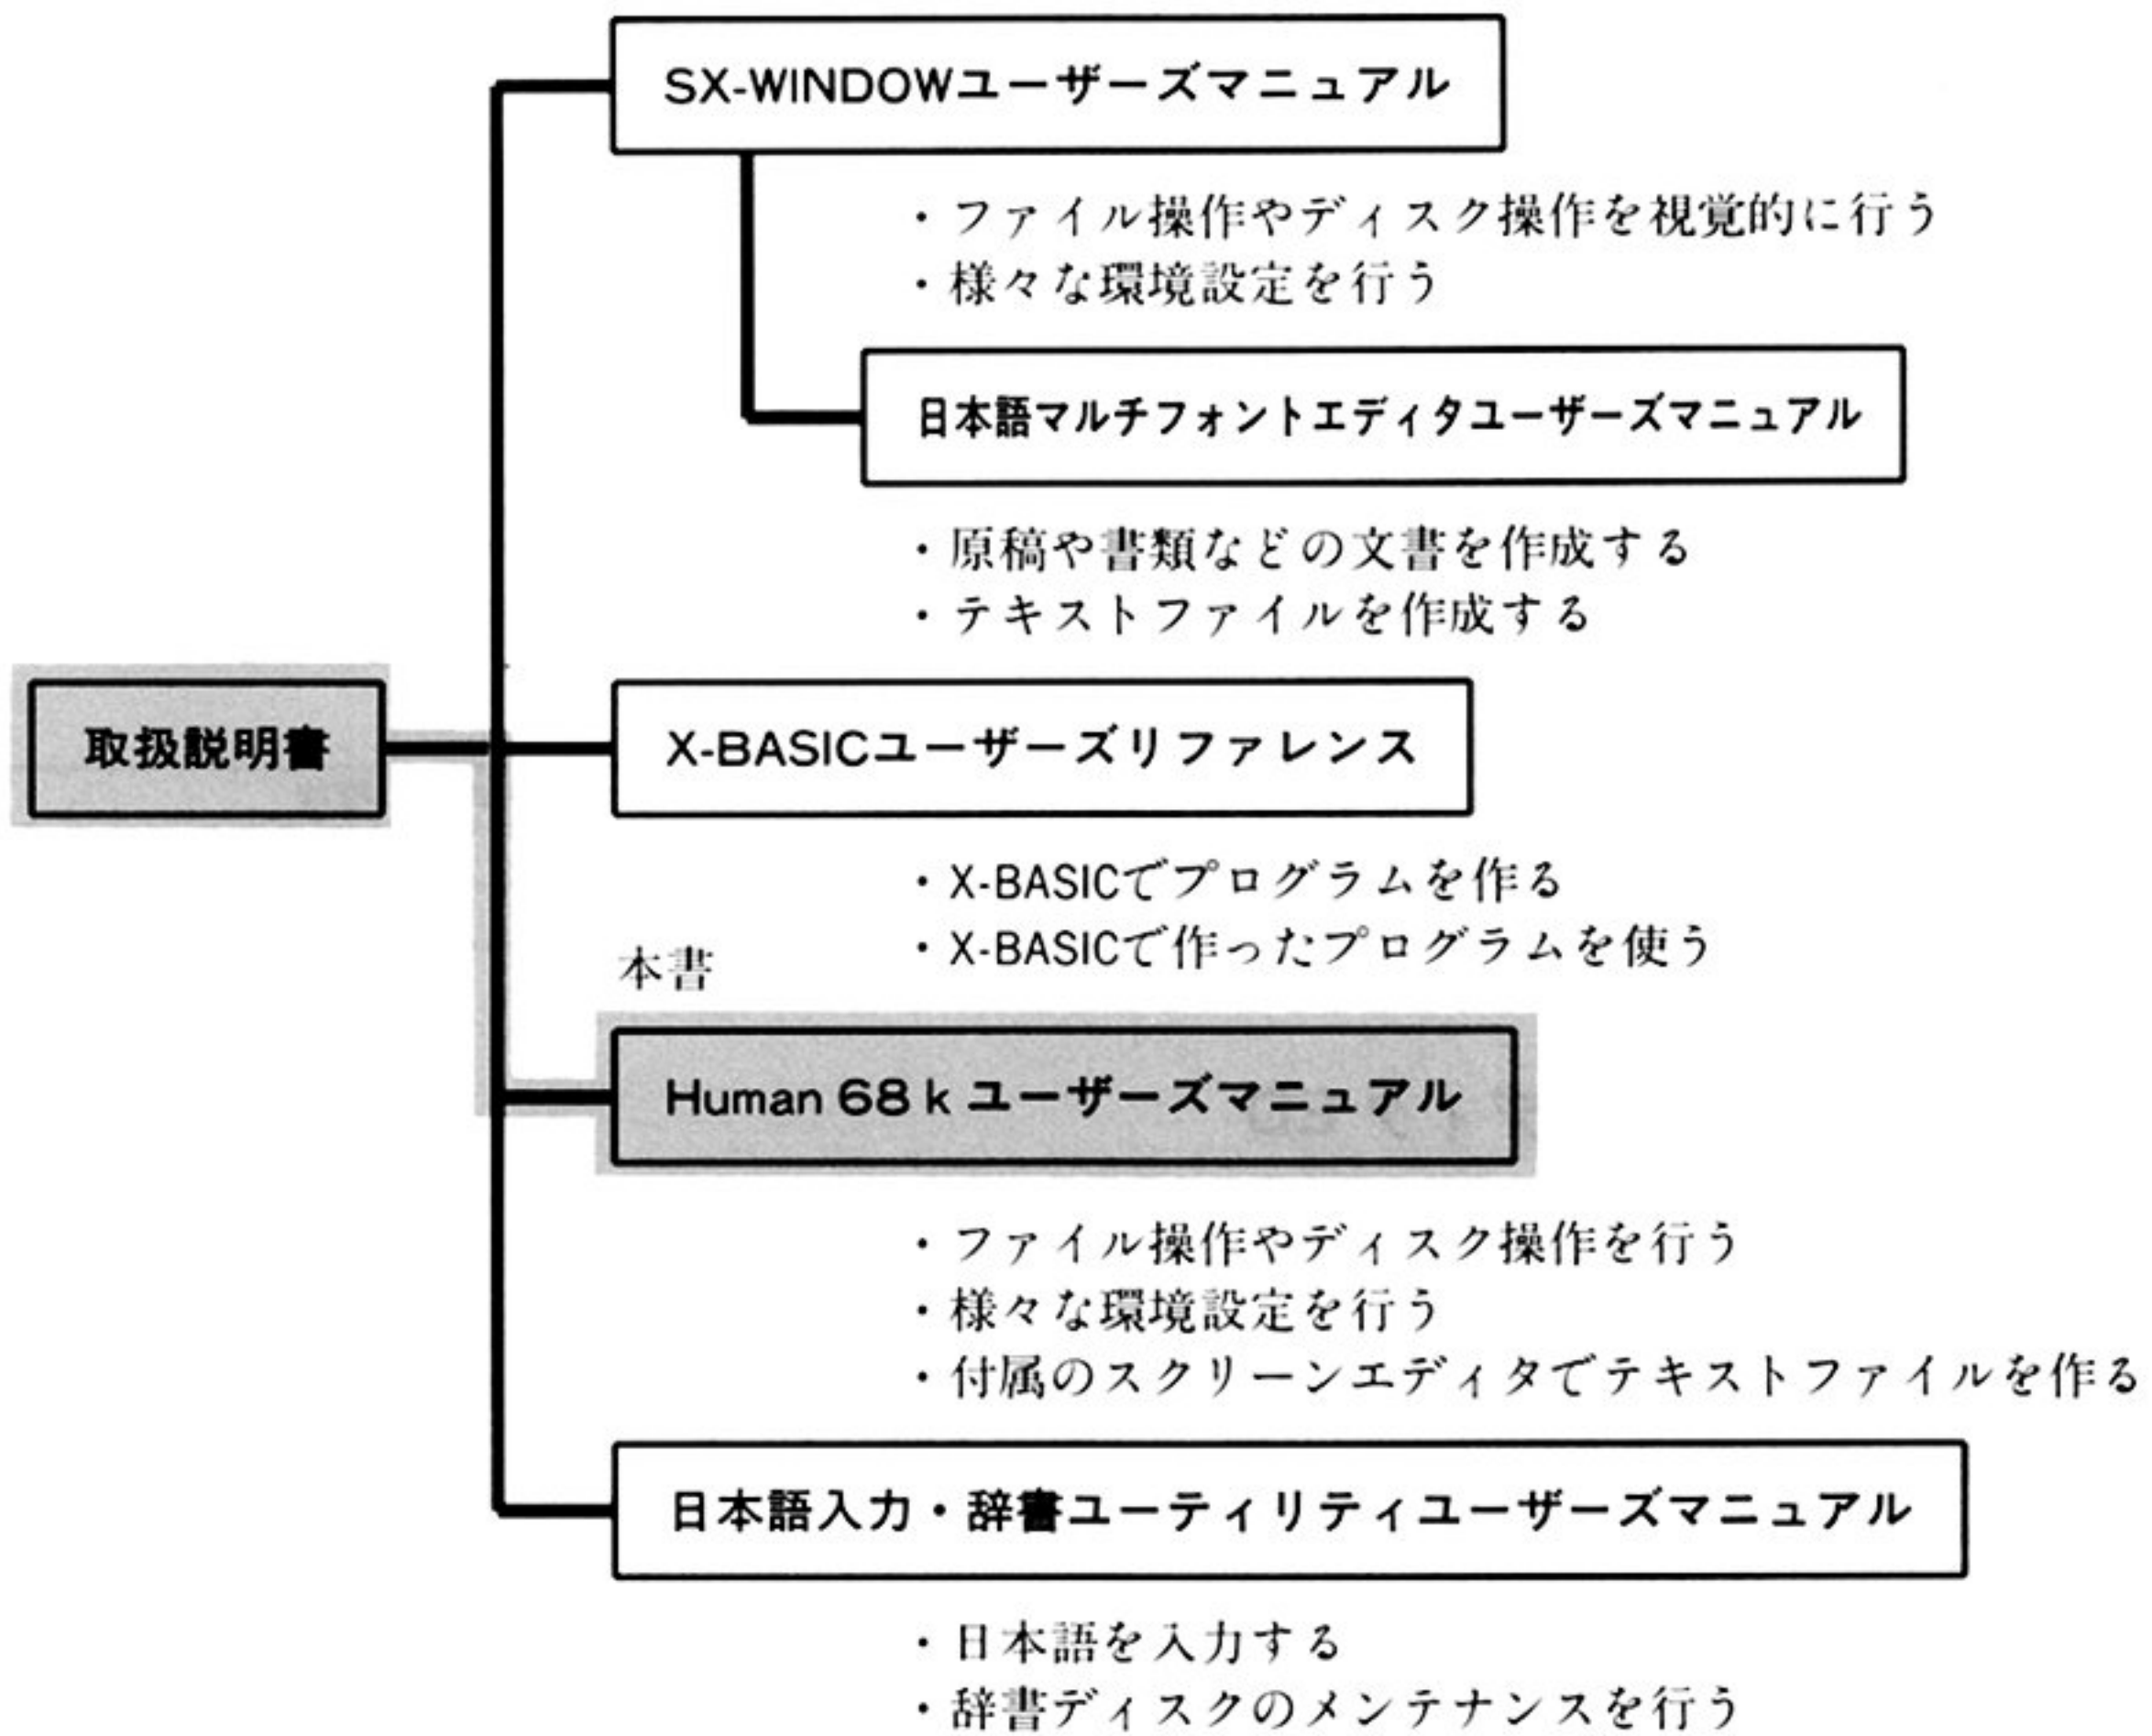 SX-WINDOWユーザーズマニュアル
・ファイル操作やディスク操作を視覚的に行う
・様々な環境設定を行う
日本語マルチフォントエディタユーザーズマニュアル
・原稿や書類などの文書を作成する
・テキストファイルを作成する
取扱説明書
X-BASICユーザーズリファレンス
・X-BASICでプログラムを作る
・X-BASICで作ったプログラムを使う
本書
Human 68 k ユーザーズマニュアル
・ファイル操作やディスク操作を行う
・様々な環境設定を行う
・付属のスクリーンエディタでテキストファイルを作る
日本語入力・辞書ユーティリティユーザーズマニュアル
・日本語を入力する
・辞書ディスクのメンテナンスを行う